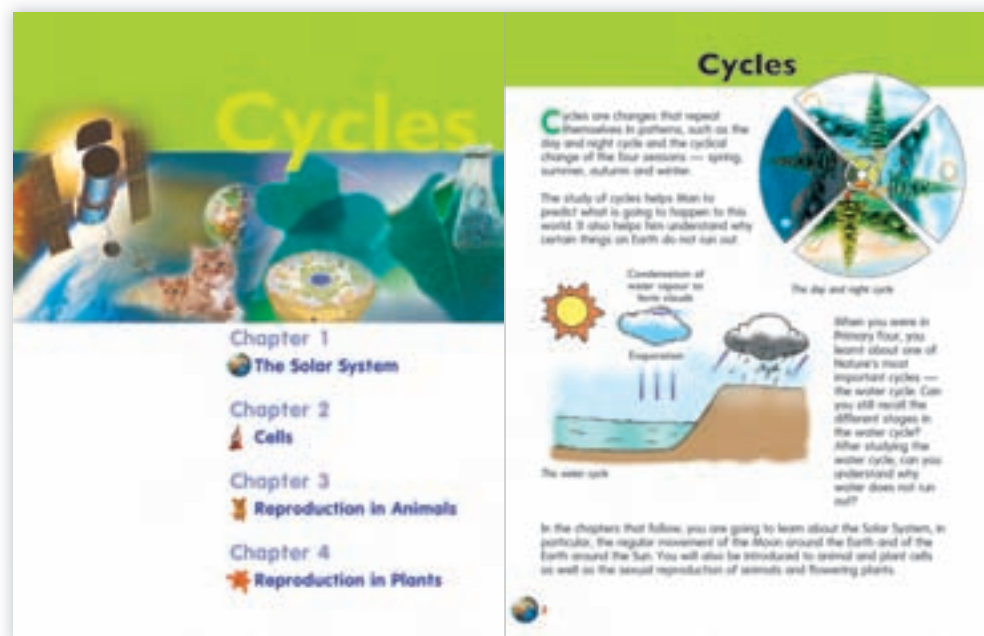 Cycles
Chapter 1
The Solar System
Chapter 2
Cells
Chapter 3
Reproduction in Animals
Chapter 4
Reproduction in Plants
Cycles
Cycles are changes that repeat
themselves in patterns, such as the
day and night cycle and the cyclical
change of the four seasons — spring,
summer, autumn and winter.
The study of cycles helps Man to
predict what is going to happen to this
world. It also helps him understand why
certain things on Earth do not run out.
The day and night cycle
Condensation of
water vapour to
form clouds
Evaporation
The water cycle
When you were in
Primary Four, you
learnt about one of
Nature's most
important cycles —
the water cycle. Can
you still recall the
different stages in
the water cycle?
After studying the
water cycle, can you
understand why
water does not run
out?
In the chapters that follow, you are going to learn about the Solar System, in
particular, the regular movement of the Moon around the Earth and of the
Earth around the Sun. You will also be introduced to animal and plant cells
as well as the sexual reproduction of animals and flowering plants.